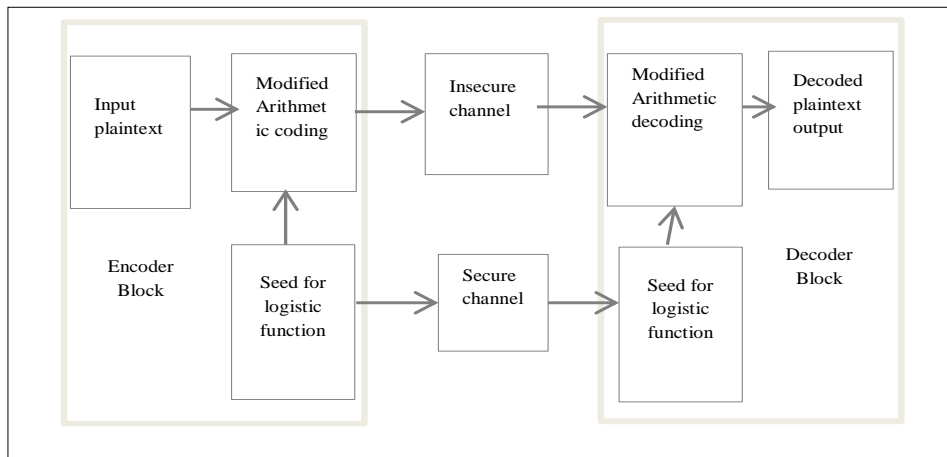 Input
plaintext
Modified
Arithmet
ic coding
Insecure
channel
Modified
Arithmetic
decoding
Decoded
plaintext
output
Encoder
Block
Seed for
logistic
function
Secure
channel
Seed for
logistic
function
Decoder
Block